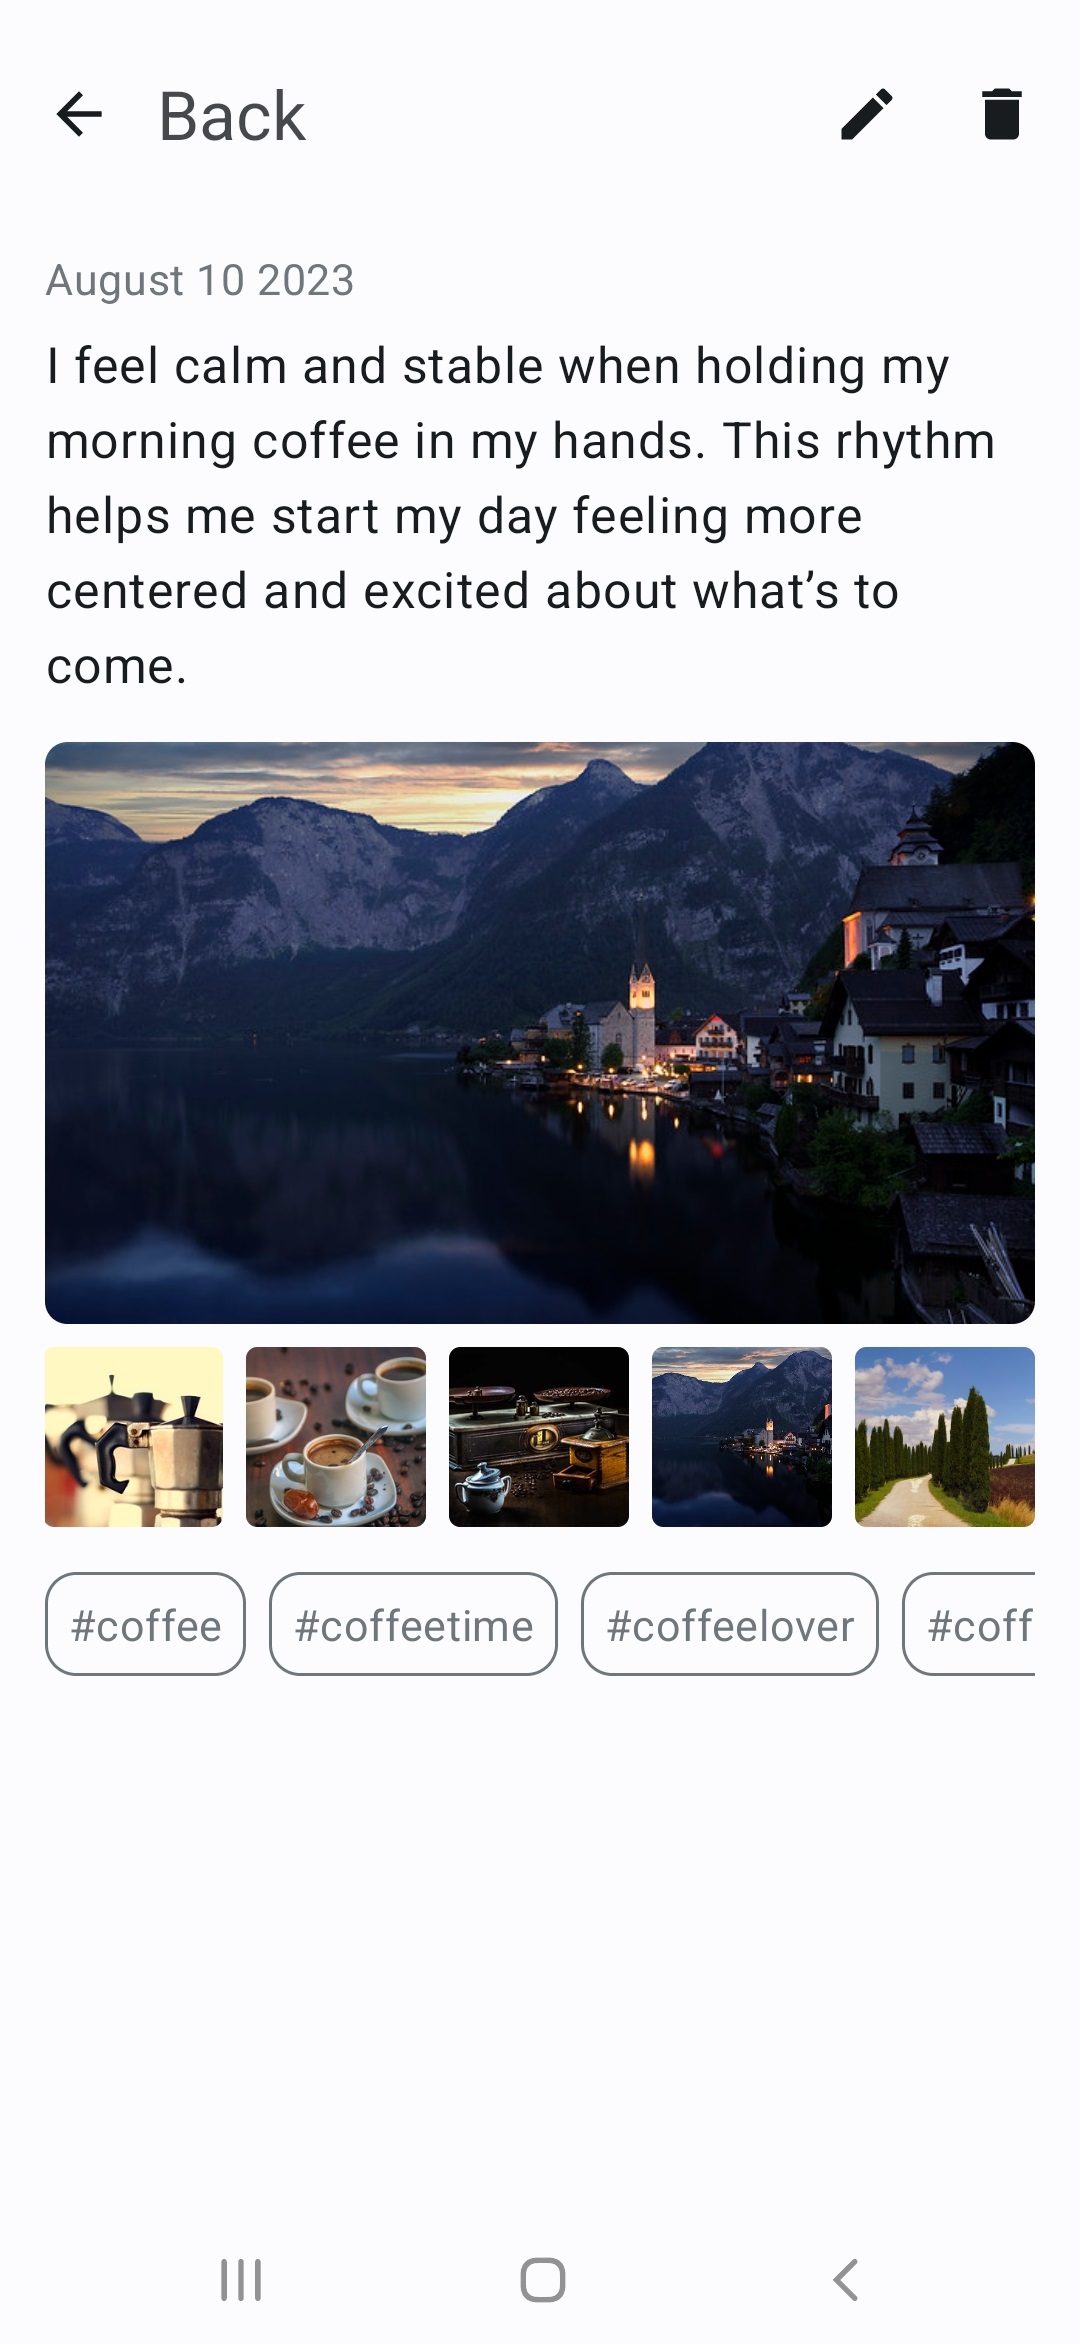 Back
August 10 2023
I feel calm and stable when holding my
morning coffee in my hands. This rhythm
helps me start my day feeling more
centered and excited about what’s to
come.
#coffee #coffeetime #coffeelover #coff